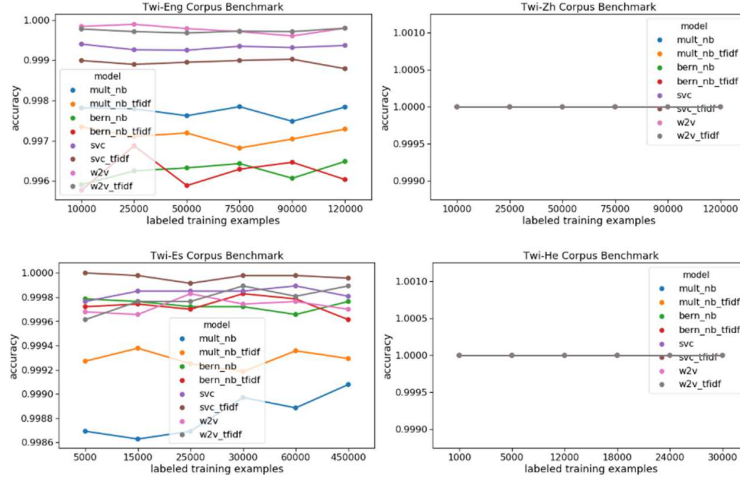 Twi-Eng Corpus Benchmark
accuracy
1.000
0.999
0.998
0.997
0.996
model
mult_nb
mult_nb_tfidf
bern_nb
bern_nb_tfidf
svc
svc_tfidf
w2v
w2v_tfidf
10000 25000 50000 75000 90000 120000
labeled training examples
Twi-Zh Corpus Benchmark
accuracy
1.0010
1.0005
1.0000
0.9995
0.9990
model
mult_nb
mult_nb_tfidf
bern_nb
bern_nb_tfidf
svc
svc_tfidf
w2v
w2v_tfidf
10000 25000 50000 75000 90000 120000
labeled training examples
Twi-Es Corpus Benchmark
accuracy
1.0000
0.9998
0.9996
0.9994
0.9992
0.9990
0.9988
0.9986
model
mult_nb
mult_nb_tfidf
bern_nb
bern_nb_tfidf
svc
svc_tfidf
w2v
w2v_tfidf
5000 15000 25000 30000 60000 450000
labeled training examples
Twi-He Corpus Benchmark
accuracy
1.0010
1.0005
1.0000
0.9995
0.9990
model
mult_nb
mult_nb_tfidf
bern_nb
bern_nb_tfidf
svc
svc_tfidf
w2v
w2v_tfidf
1000 5000 12000 18000 24000 30000
labeled training examples